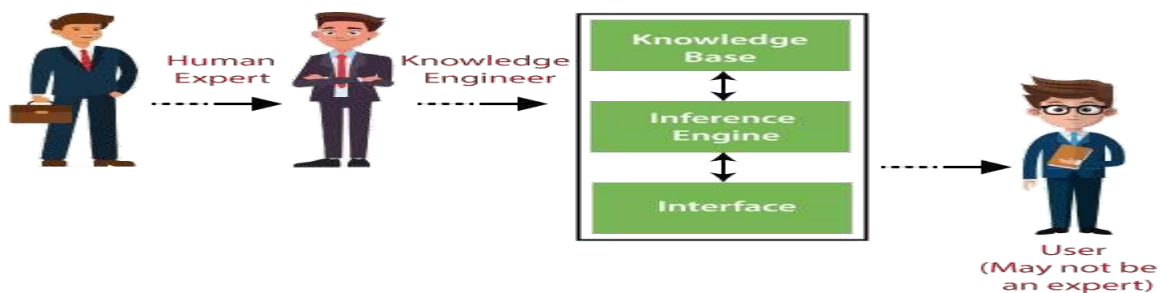 Human
Expert
Knowledge
Engineer
Knowledge
Base
Inference
Engine
Interface
User
(May not be
an expert)